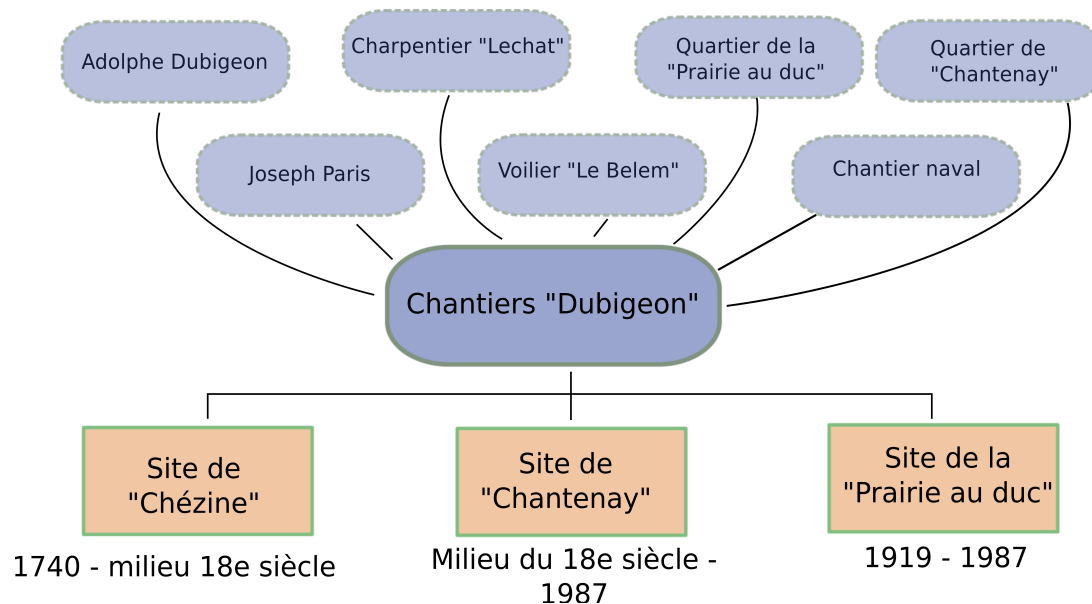 Adolphe Dubigeon
Charpentier "Lechat"
Quartier de la
"Prairie au duc"
Quartier de
"Chantenay"
Joseph Paris
Voilier "Le Belem"
Chantier naval
Chantiers "Dubigeon"
Site de
"Chézine"
Site de
"Chantenay"
Site de la
"Prairie au duc"
1740 - milieu 18e siècle
Milieu du 18e siècle -
1987
1919 - 1987